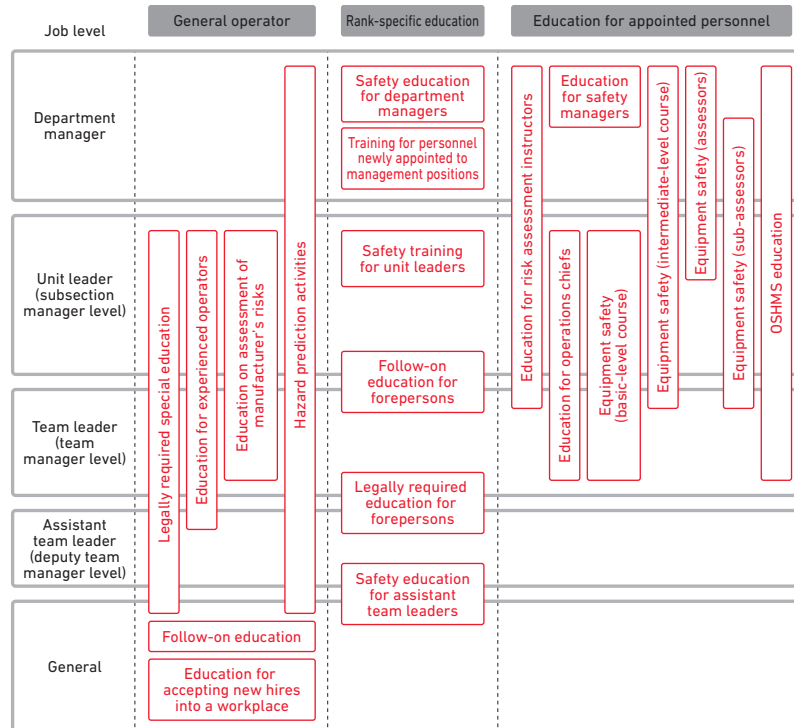 Job level
General operator
Rank-specific education
Education for appointed personnel
Department
manager
Unit leader
(subsection
manager level)
Team leader
(team
manager level)
Assistant
team leader
(deputy team
manager level)
General
Legally required special education
Education for experienced operators
Education on assessment of
manufacturer's risks
Hazard prediction activities
Follow-on education
Education for
accepting new hires
into a workplace
Safety education
for department
managers
Training for personnel
newly appointed to
management positions
Safety training
for unit leaders
Follow-on
education for
forepersons
Legally required
education for
forepersons
Safety education for
assistant
team leaders
Education for risk assessment instructors
Education
for safety
managers
Education for operations chiefs
Equipment safety
(basic-level course)
Equipment safety (intermediate-level course)
Equipment safety (assessors)
Equipment safety (sub-assessors)
OSHMS education